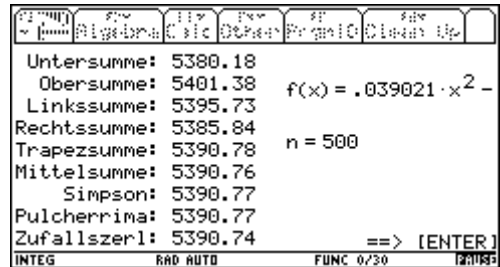 Algebra Calc Other PrgmIO Clean Up
Untersumme: 5380.18
Obersumme: 5401.38
f(x) = .039021·x² -
Linkssumme: 5395.73
Rechtssumme: 5385.84
n = 500
Trapezsumme: 5390.78
Mittelsumme: 5390.76
Simpson: 5390.77
Pulcherrima: 5390.77
Zufallszerl: 5390.74
==> [ENTER]
INTEG RAD AUTO FUNC 0/30 PAUSE